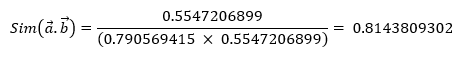 Sim(a⃗.b⃗) = 0.5547206899 / (0.790569415 × 0.5547206899) = 0.8143809302